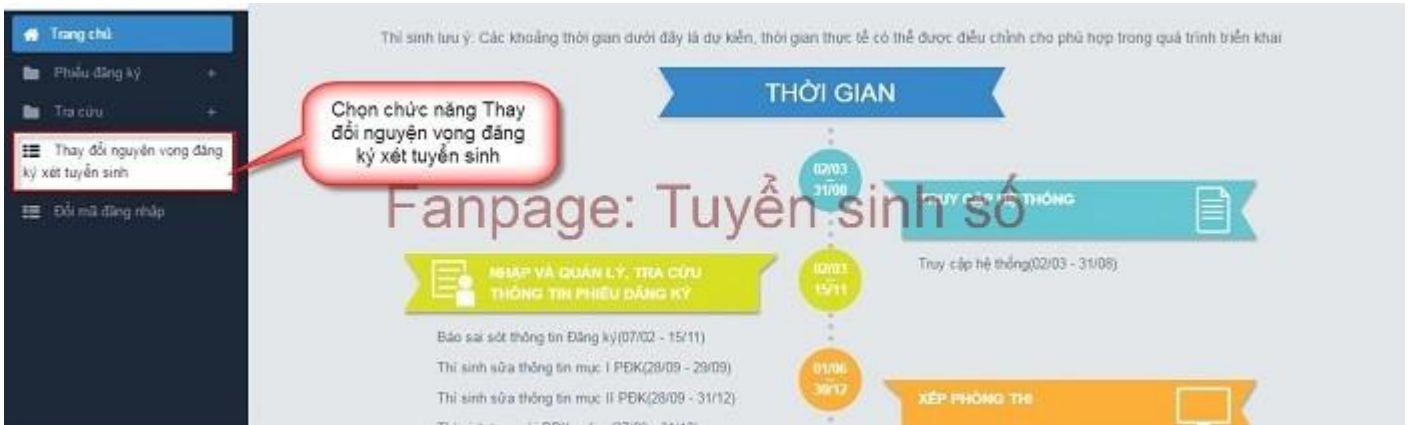 Trang chủ
Phiếu đăng ký +
Tra cứu +
Thay đổi nguyện vọng đăng
ký xét tuyển sinh
Đổi mã đăng nhập
Chọn chức năng Thay
đổi nguyện vọng đăng
ký xét tuyển sinh
Thí sinh lưu ý: Các khoảng thời gian dưới đây là dự kiến, thời gian thực tế có thể được điều chỉnh cho phù hợp trong quá trình triển khai
THỜI GIAN
02/03
31/08
TRUY CẬP HỆ THỐNG
Truy cập hệ thống(02/03 - 31/08)
Fanpage: Tuyển sinh số
NHẬP VÀ QUẢN LÝ, TRA CỨU
THÔNG TIN PHIẾU ĐĂNG KÝ
02/03
15/11
Báo sai sót thông tin Đăng ký(07/02 - 15/11)
Thí sinh sửa thông tin mục I PĐK(28/09 - 29/09)
Thí sinh sửa thông tin mục II PĐK(28/09 - 31/12)
01/06
30/12
XẾP PHÒNG THI